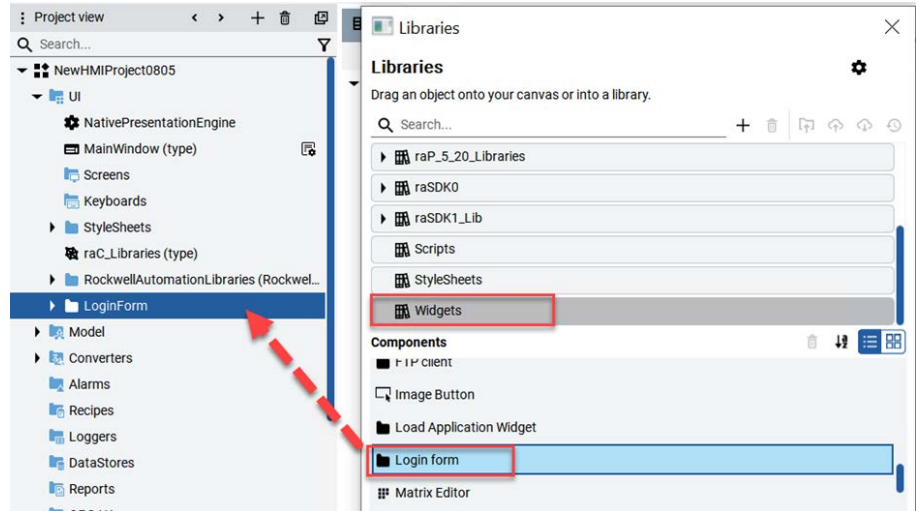 Project view
Search...
NewHMIProject0805
UI
NativePresentationEngine
MainWindow (type)
Screens
Keyboards
StyleSheets
raC_Libraries (type)
RockwellAutomationLibraries (Rockwel...
LoginForm
Model
Converters
Alarms
Recipes
Loggers
DataStores
Reports
Libraries
Libraries
Drag an object onto your canvas or into a library.
Search...
raP_5_20_Libraries
raSDK0
raSDK1_Lib
Scripts
StyleSheets
Widgets
Components
FTP client
Image Button
Load Application Widget
Login form
Matrix Editor